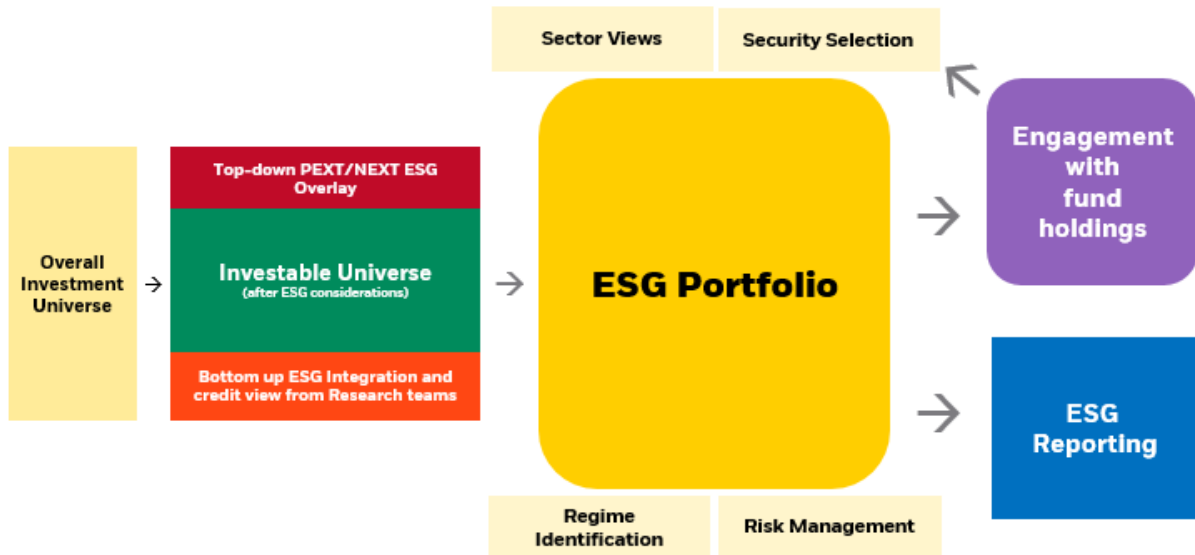 Sector Views
Security Selection
Overall
Investment
Universe
Top-down PEXT/NEXT ESG
Overlay
Investable Universe
(after ESG considerations)
Bottom up ESG Integration and
credit view from Research teams
ESG Portfolio
Engagement
with
fund
holdings
ESG
Reporting
Regime
Identification
Risk Management